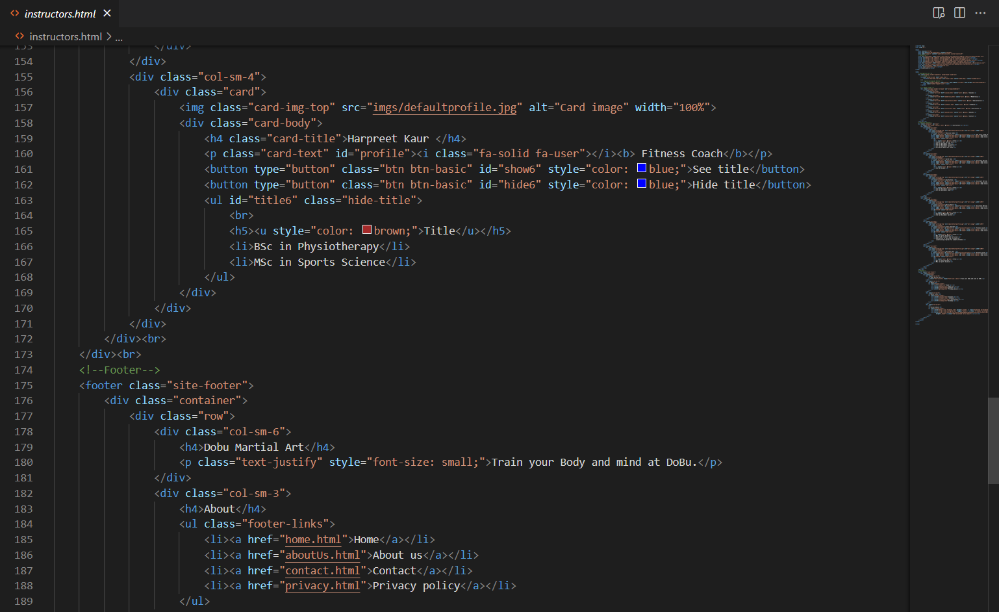 instructors.html
instructors.html > ...
153 </div>
154 </div>
155 <div class="col-sm-4">
156 <div class="card">
157 <img class="card-img-top" src="imgs/defaultprofile.jpg" alt="Card image" width="100%">
158 <div class="card-body">
159 <h4 class="card-title">Harpreet Kaur </h4>
160 <p class="card-text" id="profile"><i class="fa-solid fa-user"></i><b> Fitness Coach</b></p>
161 <button type="button" class="btn btn-basic" id="show6" style="color: blue;">See title</button>
162 <button type="button" class="btn btn-basic" id="hide6" style="color: blue;">Hide title</button>
163 <ul id="title6" class="hide-title">
164 <br>
165 <h5><u style="color: brown;">Title</u></h5>
166 <li>BSc in Physiotherapy</li>
167 <li>MSc in Sports Science</li>
168 </ul>
169 </div>
170 </div>
171 </div>
172 </div><br>
173 </div><br>
174 <!--Footer-->
175 <footer class="site-footer">
176 <div class="container">
177 <div class="row">
178 <div class="col-sm-6">
179 <h4>Dobu Martial Art</h4>
180 <p class="text-justify" style="font-size: small;">Train your Body and mind at DoBu.</p>
181 </div>
182 <div class="col-sm-3">
183 <h4>About</h4>
184 <ul class="footer-links">
185 <li><a href="home.html">Home</a></li>
186 <li><a href="aboutUs.html">About us</a></li>
187 <li><a href="contact.html">Contact</a></li>
188 <li><a href="privacy.html">Privacy policy</a></li>
189 </ul>